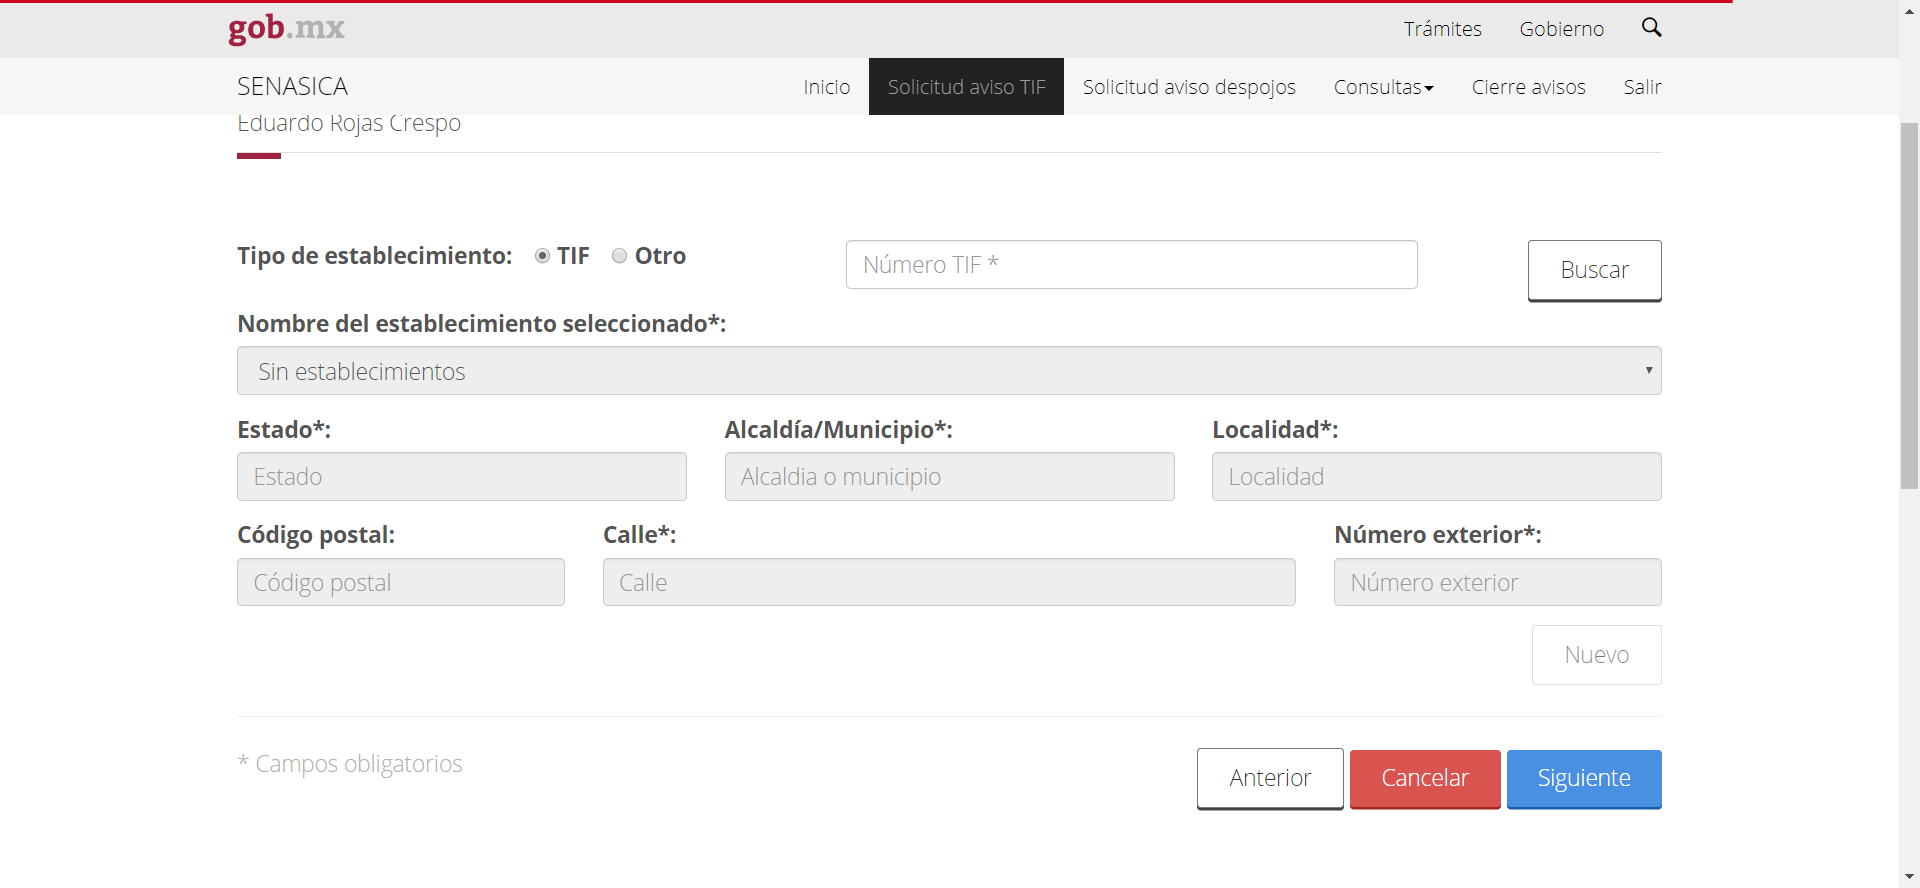 gob.mx
Trámites Gobierno
SENASICA
Inicio Solicitud aviso TIF Solicitud aviso despojos Consultas Cierre avisos Salir
Eduardo Rojas Crespo
Tipo de establecimiento: TIF Otro Número TIF * Buscar
Nombre del establecimiento seleccionado*:
Sin establecimientos
Estado*: Alcaldía/Municipio*: Localidad*:
Estado Alcaldia o municipio Localidad
Código postal: Calle*: Número exterior*:
Código postal Calle Número exterior
Nuevo
* Campos obligatorios
Anterior Cancelar Siguiente